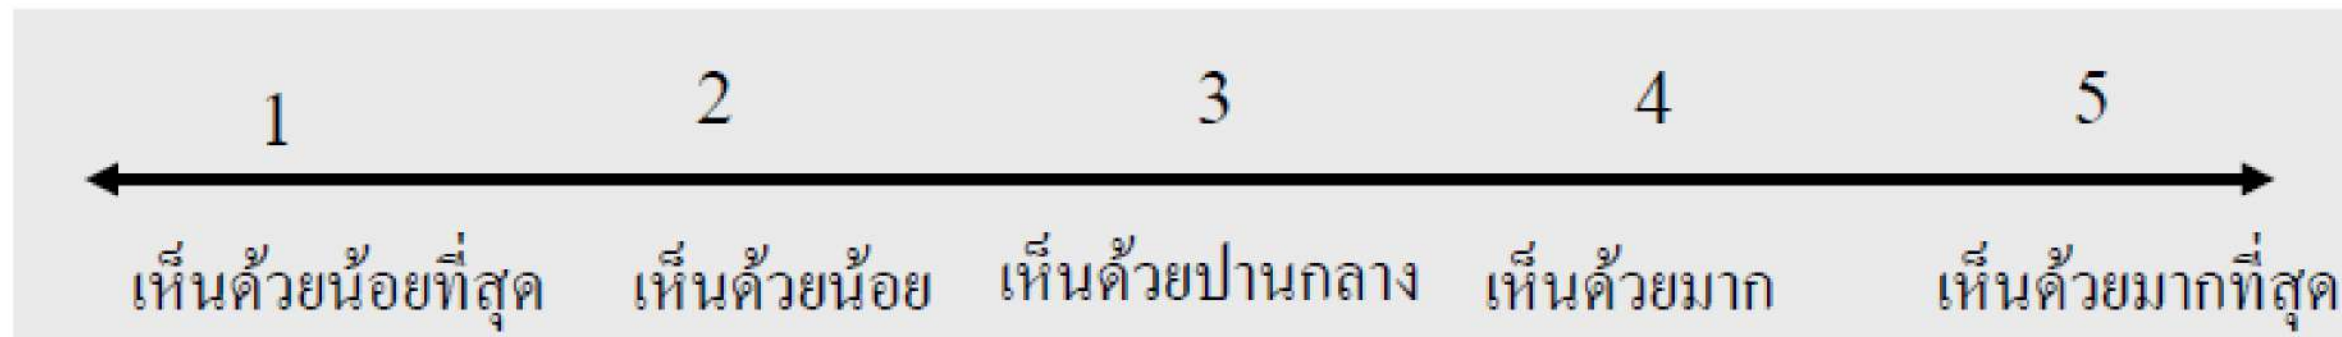 1 2 3 4 5
เห็นด้วยน้อยที่สุด เห็นด้วยน้อย เห็นด้วยปานกลาง เห็นด้วยมาก เห็นด้วยมากที่สุด